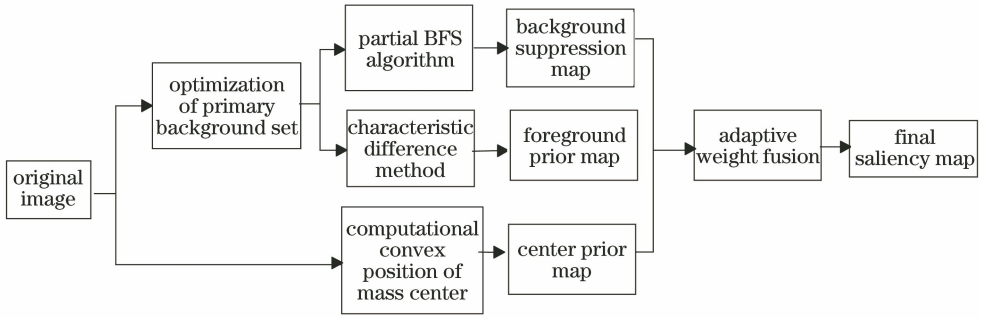 original
image
optimization
of primary
background set
partial BFS
algorithm
background
suppression
map
characteristic
difference
method
foreground
prior map
computational
convex
position of
mass center
center prior
map
adaptive
weight fusion
final
saliency map